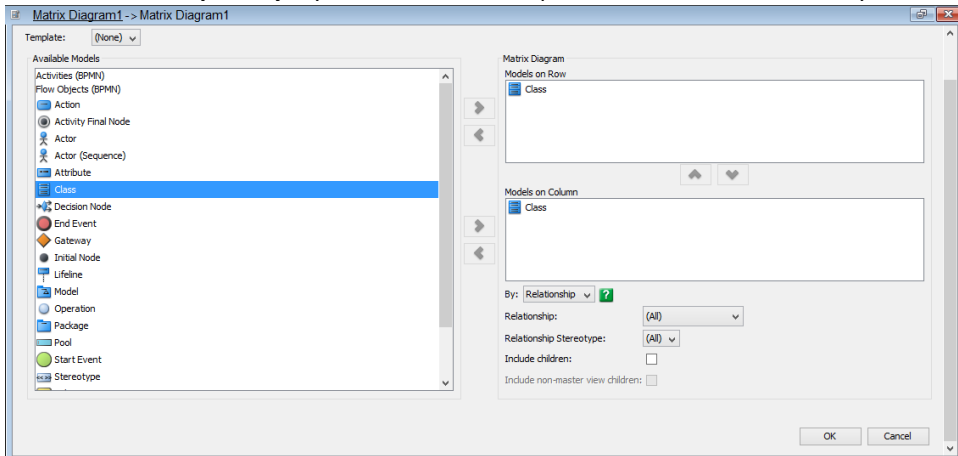 Matrix Diagram1 -> Matrix Diagram1
Template: (None)
Available Models
Activities (BPMN)
Flow Objects (BPMN)
Action
Activity Final Node
Actor
Actor (Sequence)
Attribute
Class
Decision Node
End Event
Gateway
Initial Node
Lifeline
Model
Operation
Package
Pool
Start Event
Stereotype
Matrix Diagram
Models on Row
Class
Models on Column
Class
By: Relationship ?
Relationship: (All)
Relationship Stereotype: (All)
Include children:
Include non-master view children:
OK Cancel